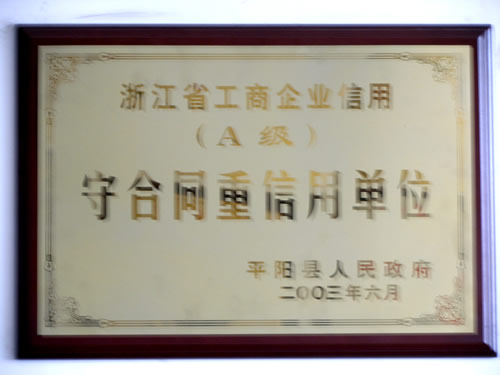 浙江省工商企业信用
（A级）
守合同重信用单位
平阳县人民政府
二〇〇三年六月